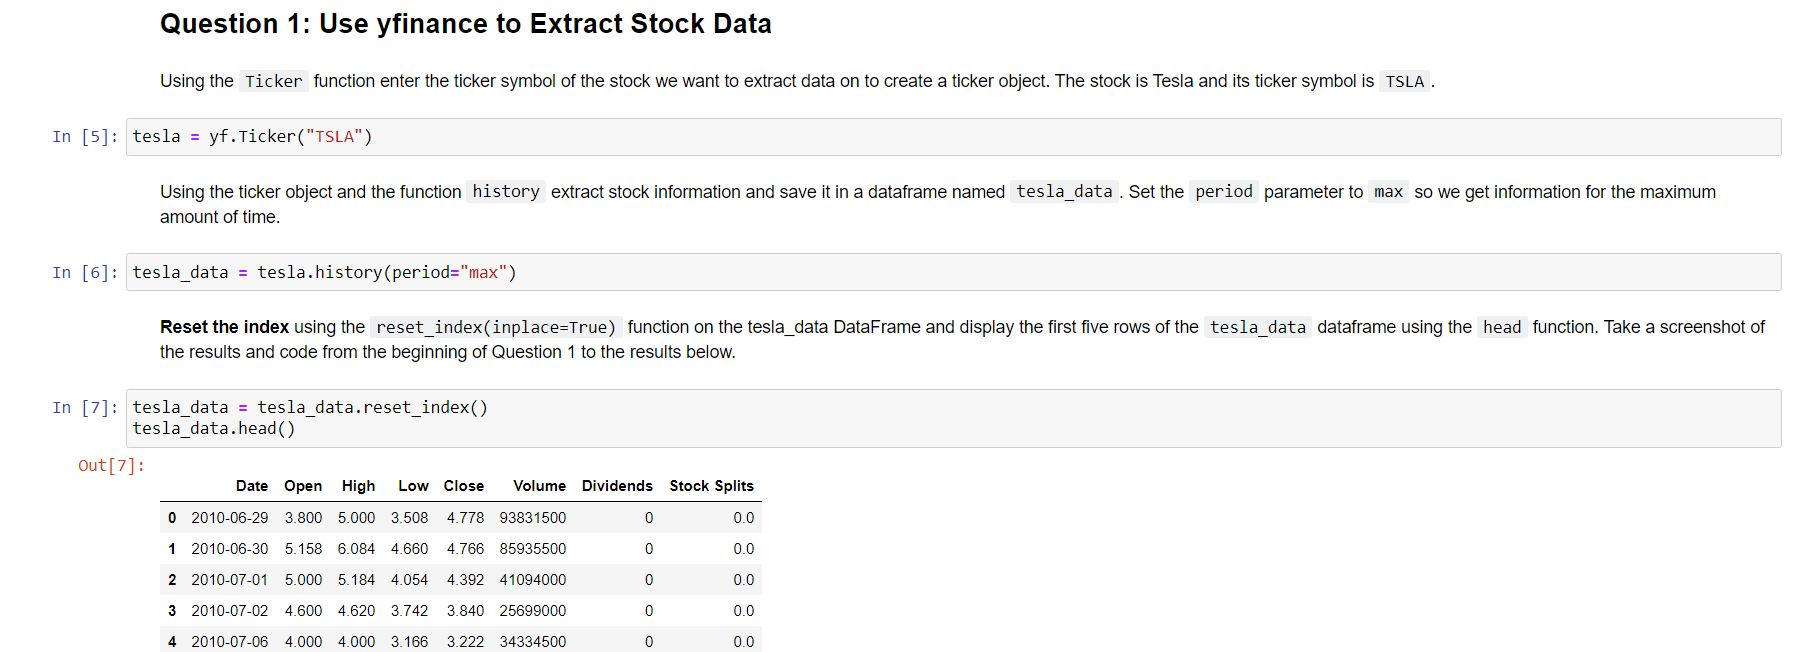 Question 1: Use yfinance to Extract Stock Data
Using the Ticker function enter the ticker symbol of the stock we want to extract data on to create a ticker object. The stock is Tesla and its ticker symbol is TSLA .
In [5]: tesla = yf.Ticker("TSLA")
Using the ticker object and the function history extract stock information and save it in a dataframe named tesla_data . Set the period parameter to max so we get information for the maximum
amount of time.
In [6]: tesla_data = tesla.history(period="max")
Reset the index using the reset_index(inplace=True) function on the tesla_data DataFrame and display the first five rows of the tesla_data dataframe using the head function. Take a screenshot of
the results and code from the beginning of Question 1 to the results below.
In [7]: tesla_data = tesla_data.reset_index()
tesla_data.head()
Out[7]:
Date Open High Low Close Volume Dividends Stock Splits
0 2010-06-29 3.800 5.000 3.508 4.778 93831500 0 0.0
1 2010-06-30 5.158 6.084 4.660 4.766 85935500 0 0.0
2 2010-07-01 5.000 5.184 4.054 4.392 41094000 0 0.0
3 2010-07-02 4.600 4.620 3.742 3.840 25699000 0 0.0
4 2010-07-06 4.000 4.000 3.166 3.222 34334500 0 0.0